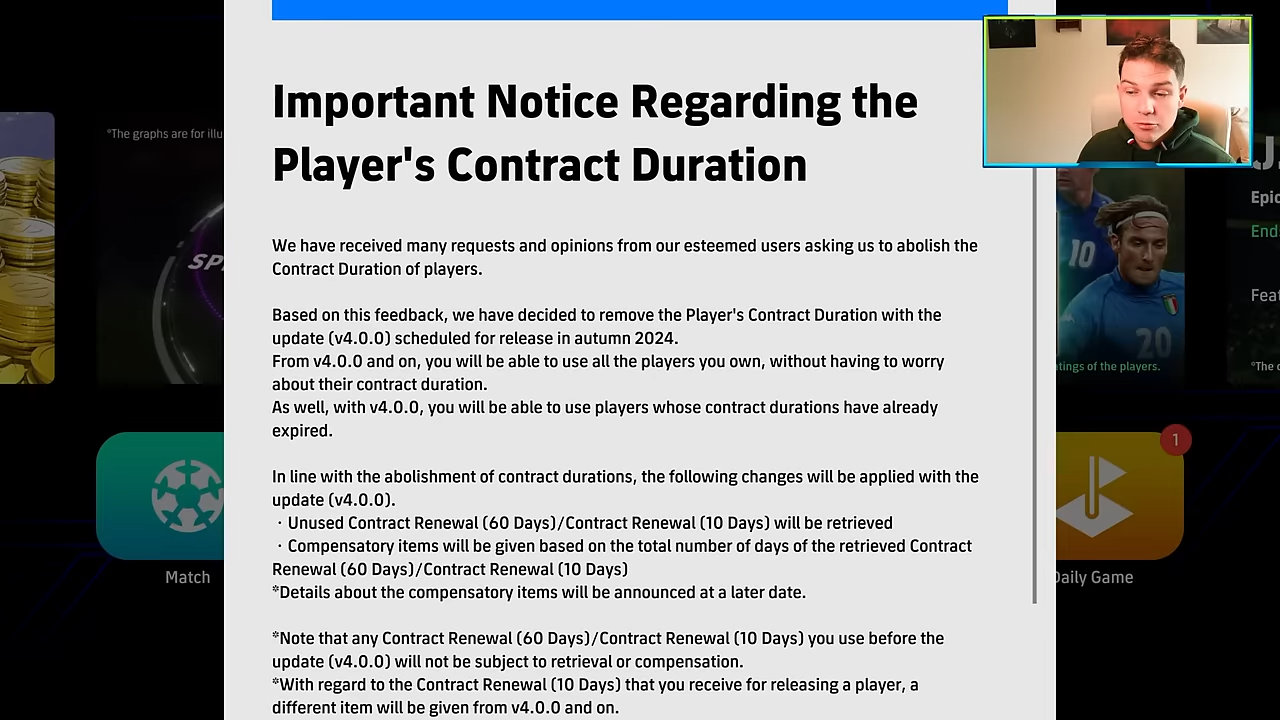 Important Notice Regarding the
Player's Contract Duration
We have received many requests and opinions from our esteemed users asking us to abolish the
Contract Duration of players.
Based on this feedback, we have decided to remove the Player's Contract Duration with the
update (v4.0.0) scheduled for release in autumn 2024.
From v4.0.0 and on, you will be able to use all the players you own, without having to worry
about their contract duration.
As well, with v4.0.0, you will be able to use players whose contract durations have already
expired.
In line with the abolishment of contract durations, the following changes will be applied with the
update (v4.0.0).
・Unused Contract Renewal (60 Days)/Contract Renewal (10 Days) will be retrieved
・Compensatory items will be given based on the total number of days of the retrieved Contract
Renewal (60 Days)/Contract Renewal (10 Days)
*Details about the compensatory items will be announced at a later date.
*Note that any Contract Renewal (60 Days)/Contract Renewal (10 Days) you use before the
update (v4.0.0) will not be subject to retrieval or compensation.
*With regard to the Contract Renewal (10 Days) that you receive for releasing a player, a
different item will be given from v4.0.0 and on.
*The graphs are for illu
SP
Match
10
20
tings of the players.
Epic
End
Feat
*The
1
Daily Game